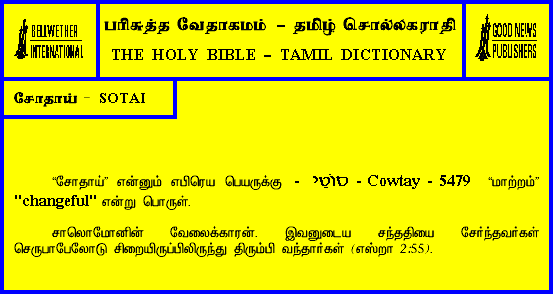 BELLWETHER
INTERNATIONAL
பரிசுத்த வேதாகமம் – தமிழ் சொல்லகராதி
THE HOLY BIBLE – TAMIL DICTIONARY
GOOD NEWS
PUBLISHERS
சோதாய் - SOTAI
“சோதாய்” என்னும் எபிரெய பெயருக்கு - סוֹטַי - Cowtay - 5479 “மாற்றம்”
"changeful" என்று பொருள்.
சாலொமோனின் வேலைக்காரன். இவனுடைய சந்ததியை சேர்ந்தவர்கள்
செருபாபேலோடு சிறையிருப்பிலிருந்து திரும்பி வந்தார்கள் (எஸ்றா 2:55).